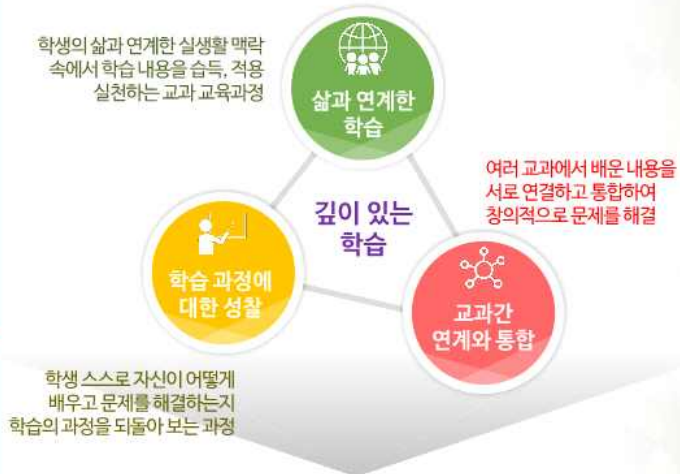 학생의 삶과 연계한 실생활 맥락
속에서 학습 내용을 습득, 적용
실천하는 교과 교육과정
삶과 연계한
학습
여러 교과에서 배운 내용을
서로 연결하고 통합하여
창의적으로 문제를 해결
깊이 있는
학습
학습 과정에
대한 성찰
교과간
연계와 통합
학생 스스로 자신이 어떻게
배우고 문제를 해결하는지
학습의 과정을 되돌아 보는 과정